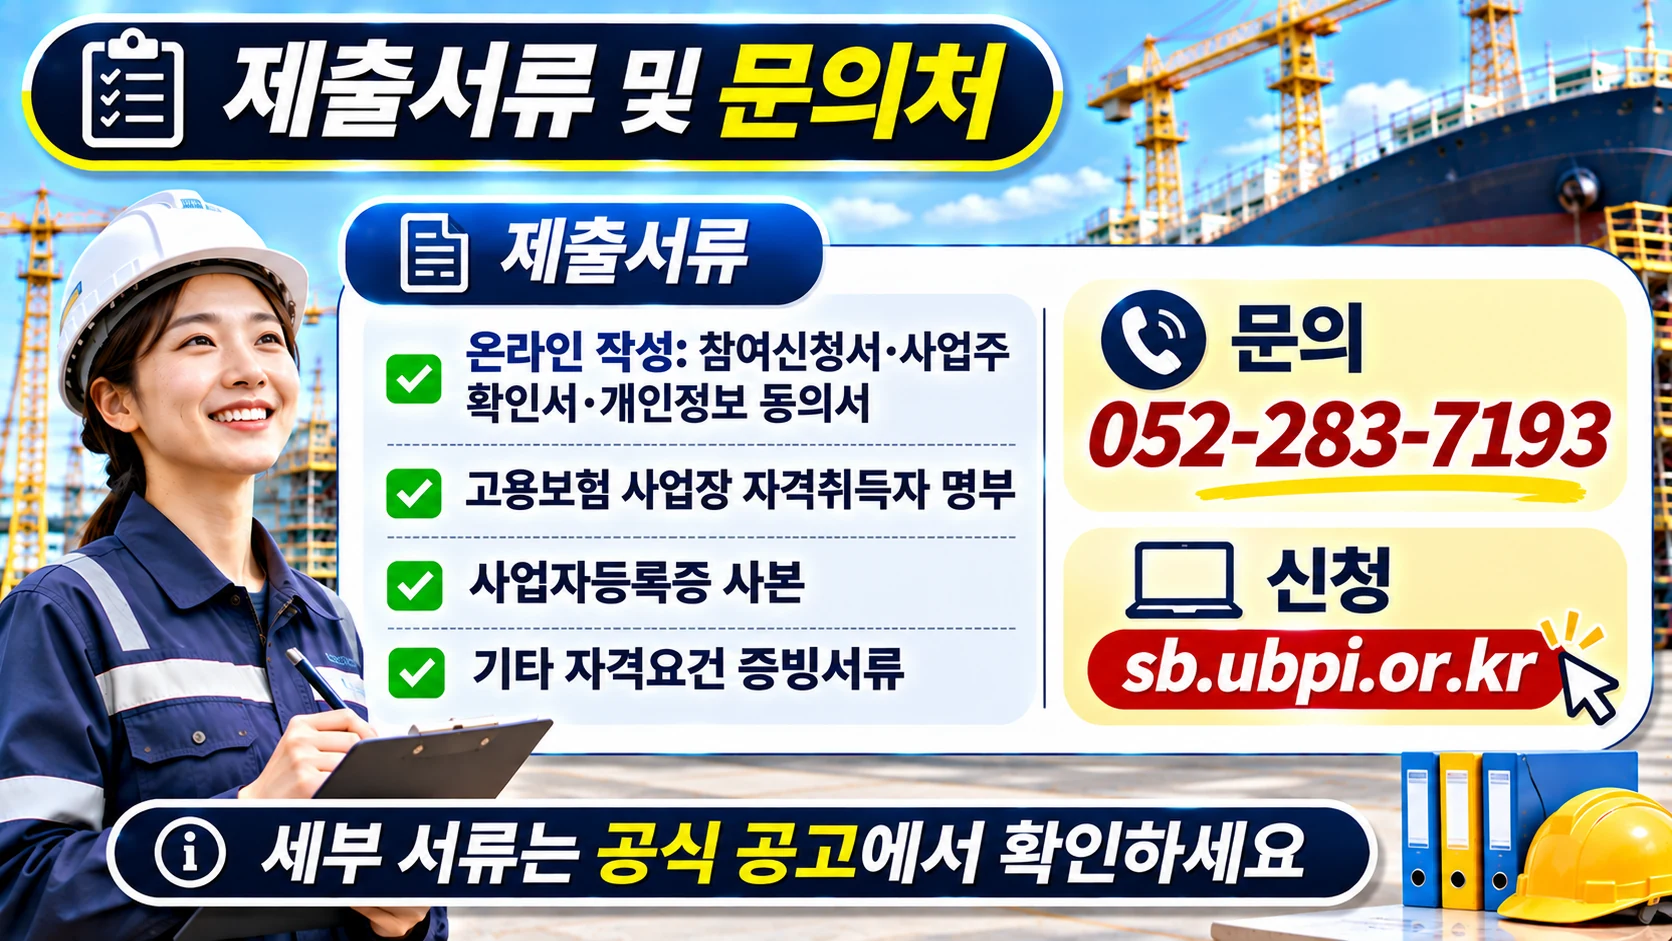 제출서류 및 문의처
제출서류
온라인 작성: 참여신청서·사업주
확인서·개인정보 동의서
고용보험 사업장 자격취득자 명부
사업자등록증 사본
기타 자격요건 증빙서류
문의
052-283-7193
신청
sb.ubpi.or.kr
세부 서류는 공식 공고에서 확인하세요